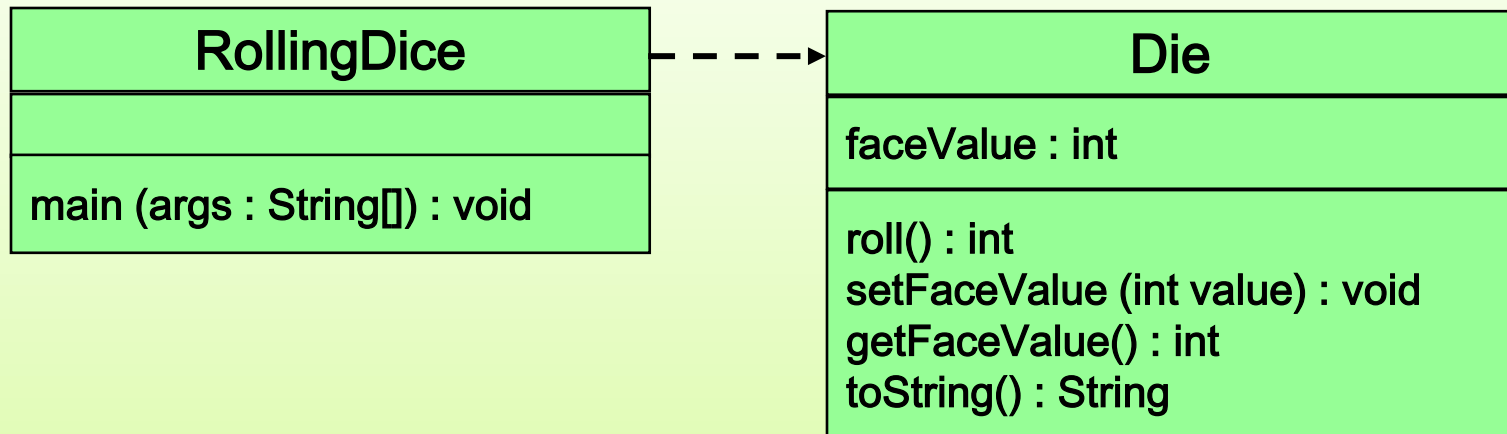 RollingDice
main (args : String[]) : void
Die
faceValue : int
roll() : int
setFaceValue (int value) : void
getFaceValue() : int
toString() : String